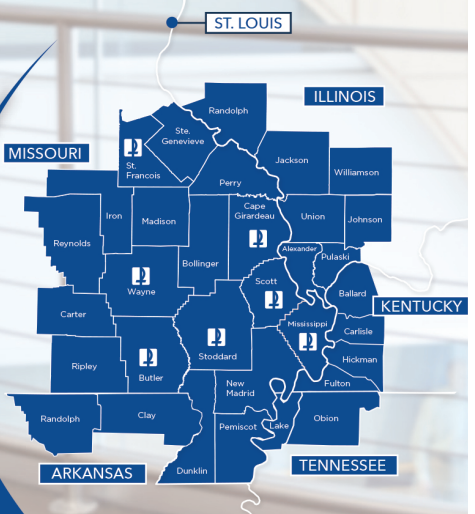 ST. LOUIS
ILLINOIS
Randolph
Ste.
Genevieve
MISSOURI
St.
Francois
Jackson
Williamson
Perry
Iron
Madison
Cape
Girardeau
Union
Johnson
Reynolds
Bollinger
Alexander
Pulaski
Wayne
Scott
Ballard
KENTUCKY
Carter
Mississippi
Carlisle
Stoddard
Hickman
Ripley
Butler
New
Madrid
Fulton
Randolph
Clay
Pemiscot
Lake
Obion
ARKANSAS
Dunklin
TENNESSEE